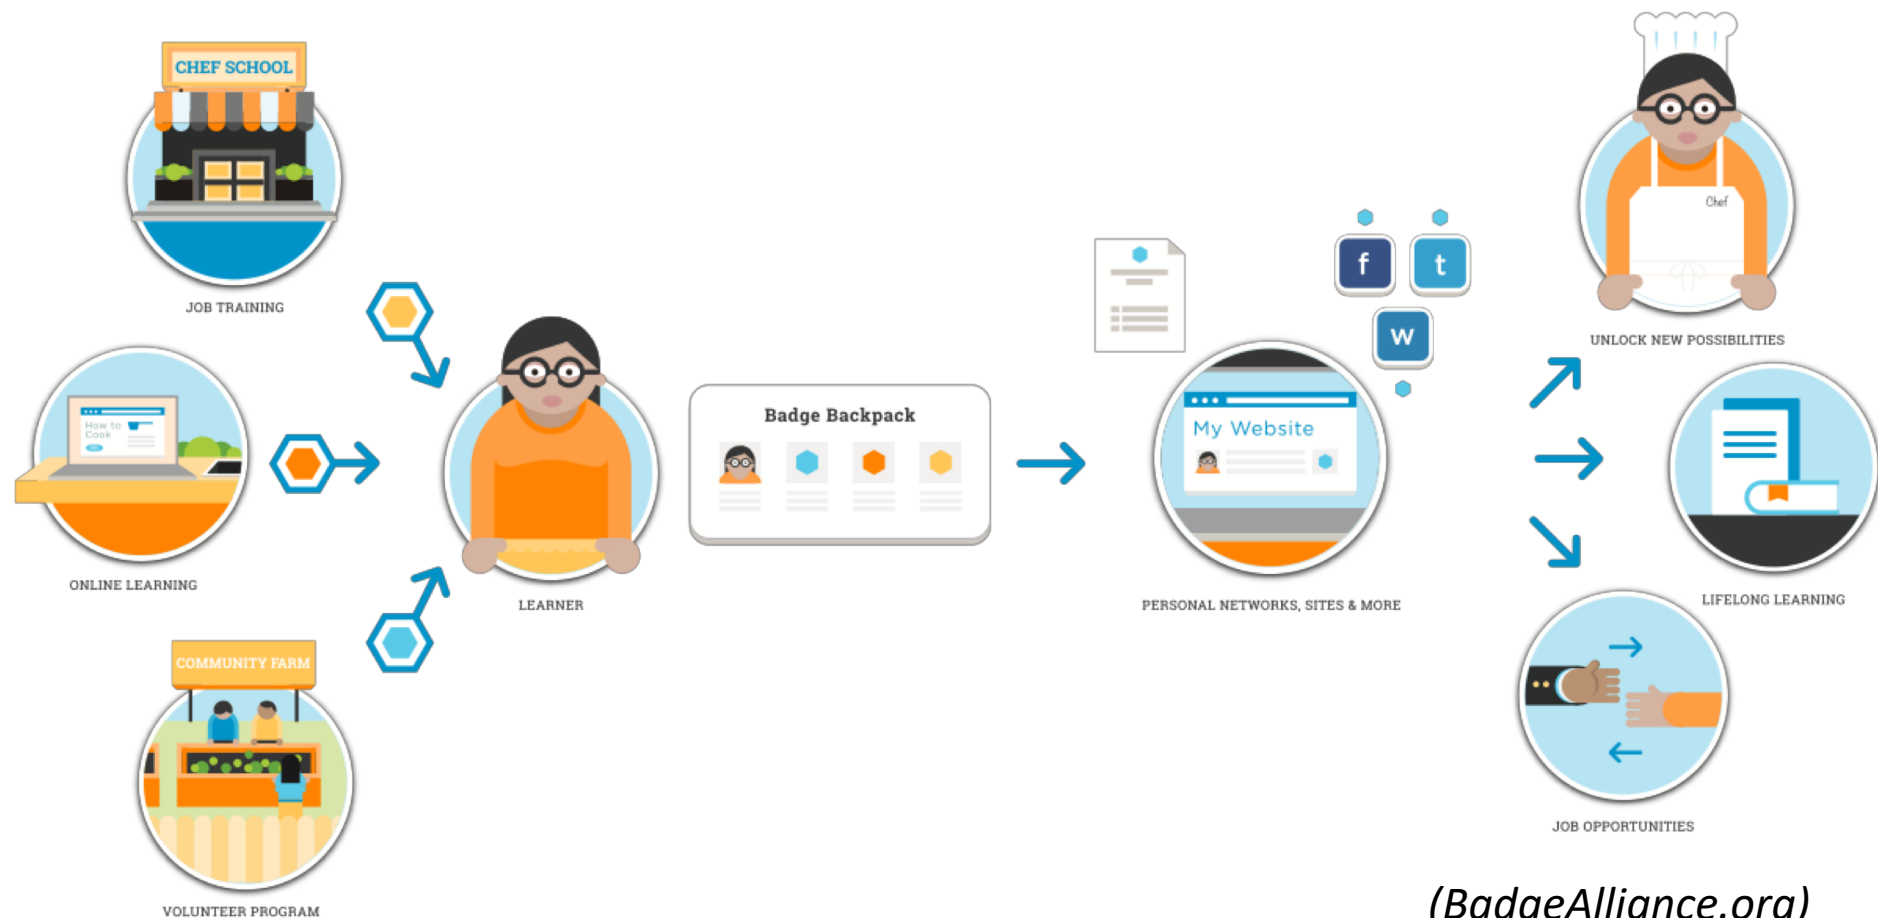 CHEF SCHOOL
JOB TRAINING
How to
Cook
ONLINE LEARNING
COMMUNITY FARM
VOLUNTEER PROGRAM
LEARNER
Badge Backpack
f
t
w
My Website
PERSONAL NETWORKS, SITES & MORE
Chef
UNLOCK NEW POSSIBILITIES
LIFELONG LEARNING
JOB OPPORTUNITIES
(BadgeAlliance.org)